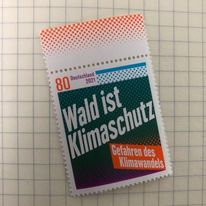 80 Deutschland
2021
Wald ist
Klimaschutz
Gefahren des
Klimawandels